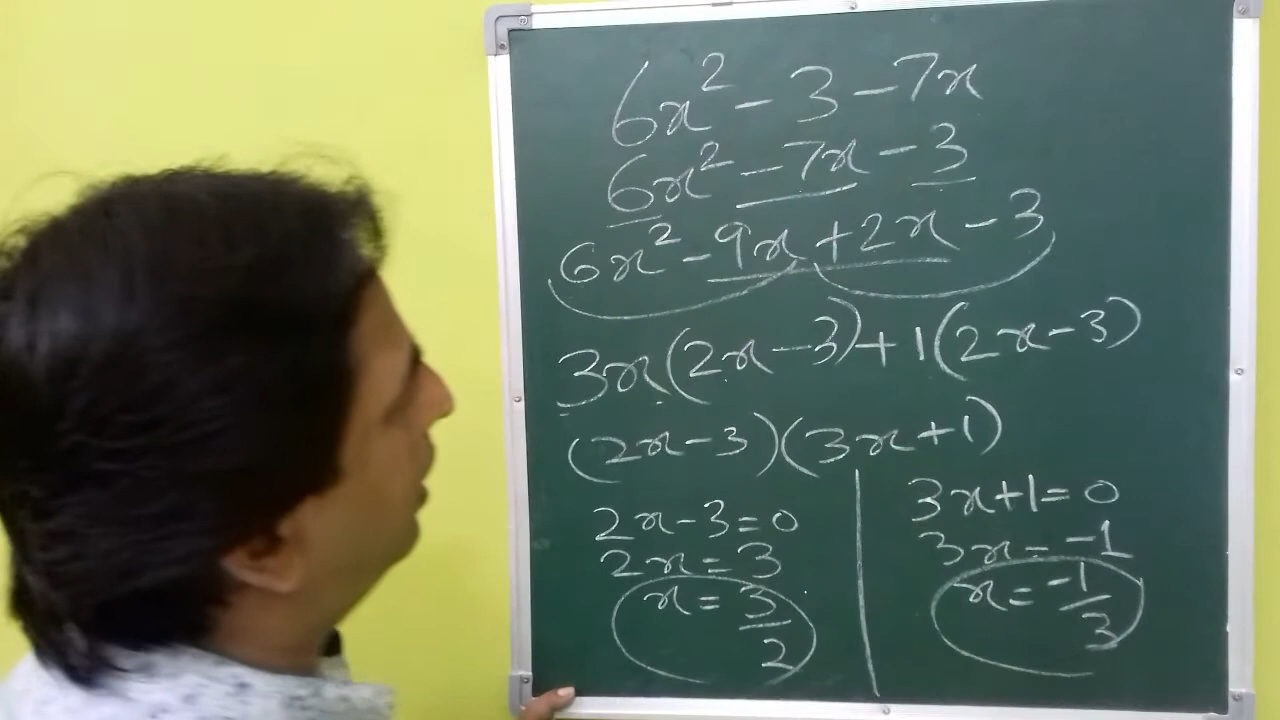 6x² - 3 - 7x
6x² - 7x - 3
6x² - 9x + 2x - 3
3x(2x - 3) + 1(2x - 3)
(2x - 3)(3x + 1)
2x - 3 = 0
2x = 3
x = 3/2
3x + 1 = 0
3x = -1
x = -1/3